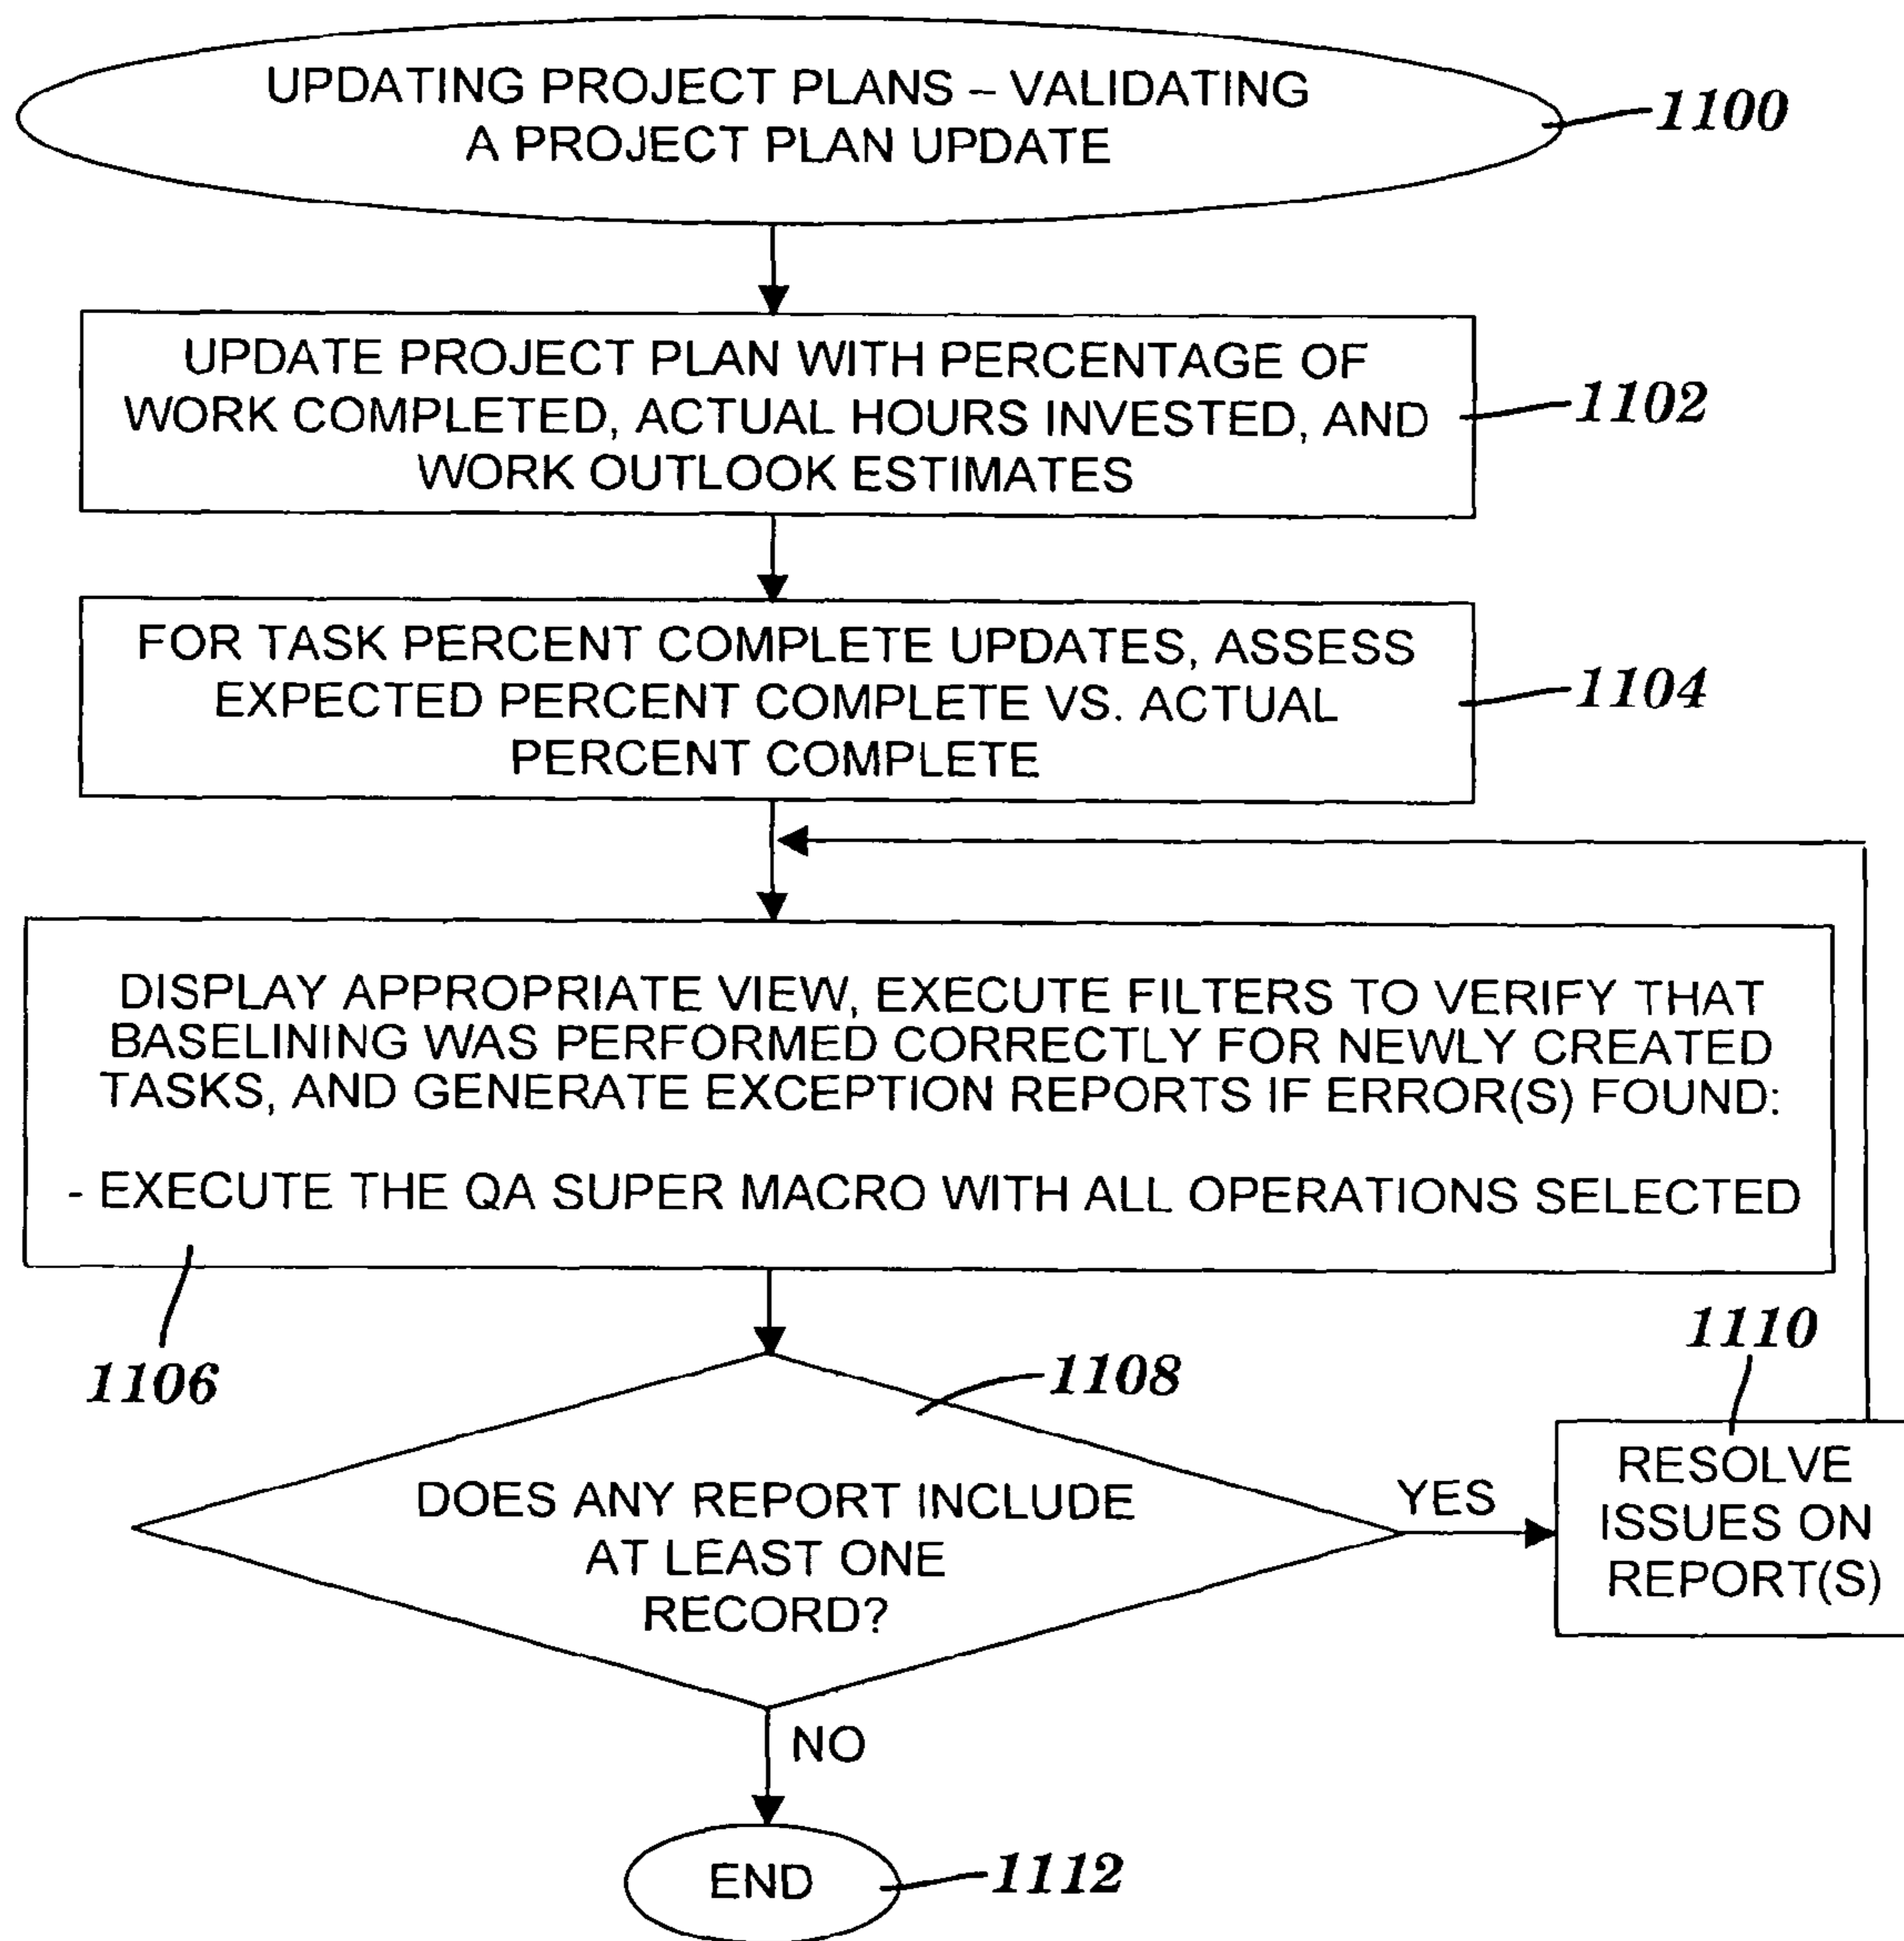 UPDATING PROJECT PLANS – VALIDATING
A PROJECT PLAN UPDATE
1100
UPDATE PROJECT PLAN WITH PERCENTAGE OF
WORK COMPLETED, ACTUAL HOURS INVESTED, AND
WORK OUTLOOK ESTIMATES
1102
FOR TASK PERCENT COMPLETE UPDATES, ASSESS
EXPECTED PERCENT COMPLETE VS. ACTUAL
PERCENT COMPLETE
1104
DISPLAY APPROPRIATE VIEW, EXECUTE FILTERS TO VERIFY THAT
BASELINING WAS PERFORMED CORRECTLY FOR NEWLY CREATED
TASKS, AND GENERATE EXCEPTION REPORTS IF ERROR(S) FOUND:
- EXECUTE THE QA SUPER MACRO WITH ALL OPERATIONS SELECTED
1106
1108
DOES ANY REPORT INCLUDE
AT LEAST ONE
RECORD?
YES
1110
RESOLVE
ISSUES ON
REPORT(S)
NO
END
1112